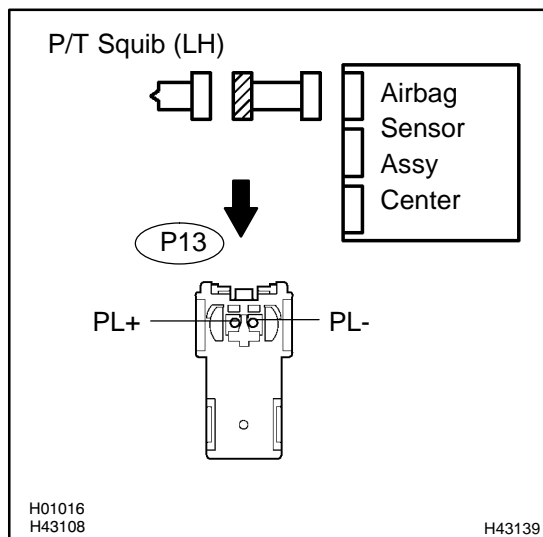 P/T Squib (LH)
Airbag
Sensor
Assy
Center
P13
PL+
PL-
H01016
H43108
H43139